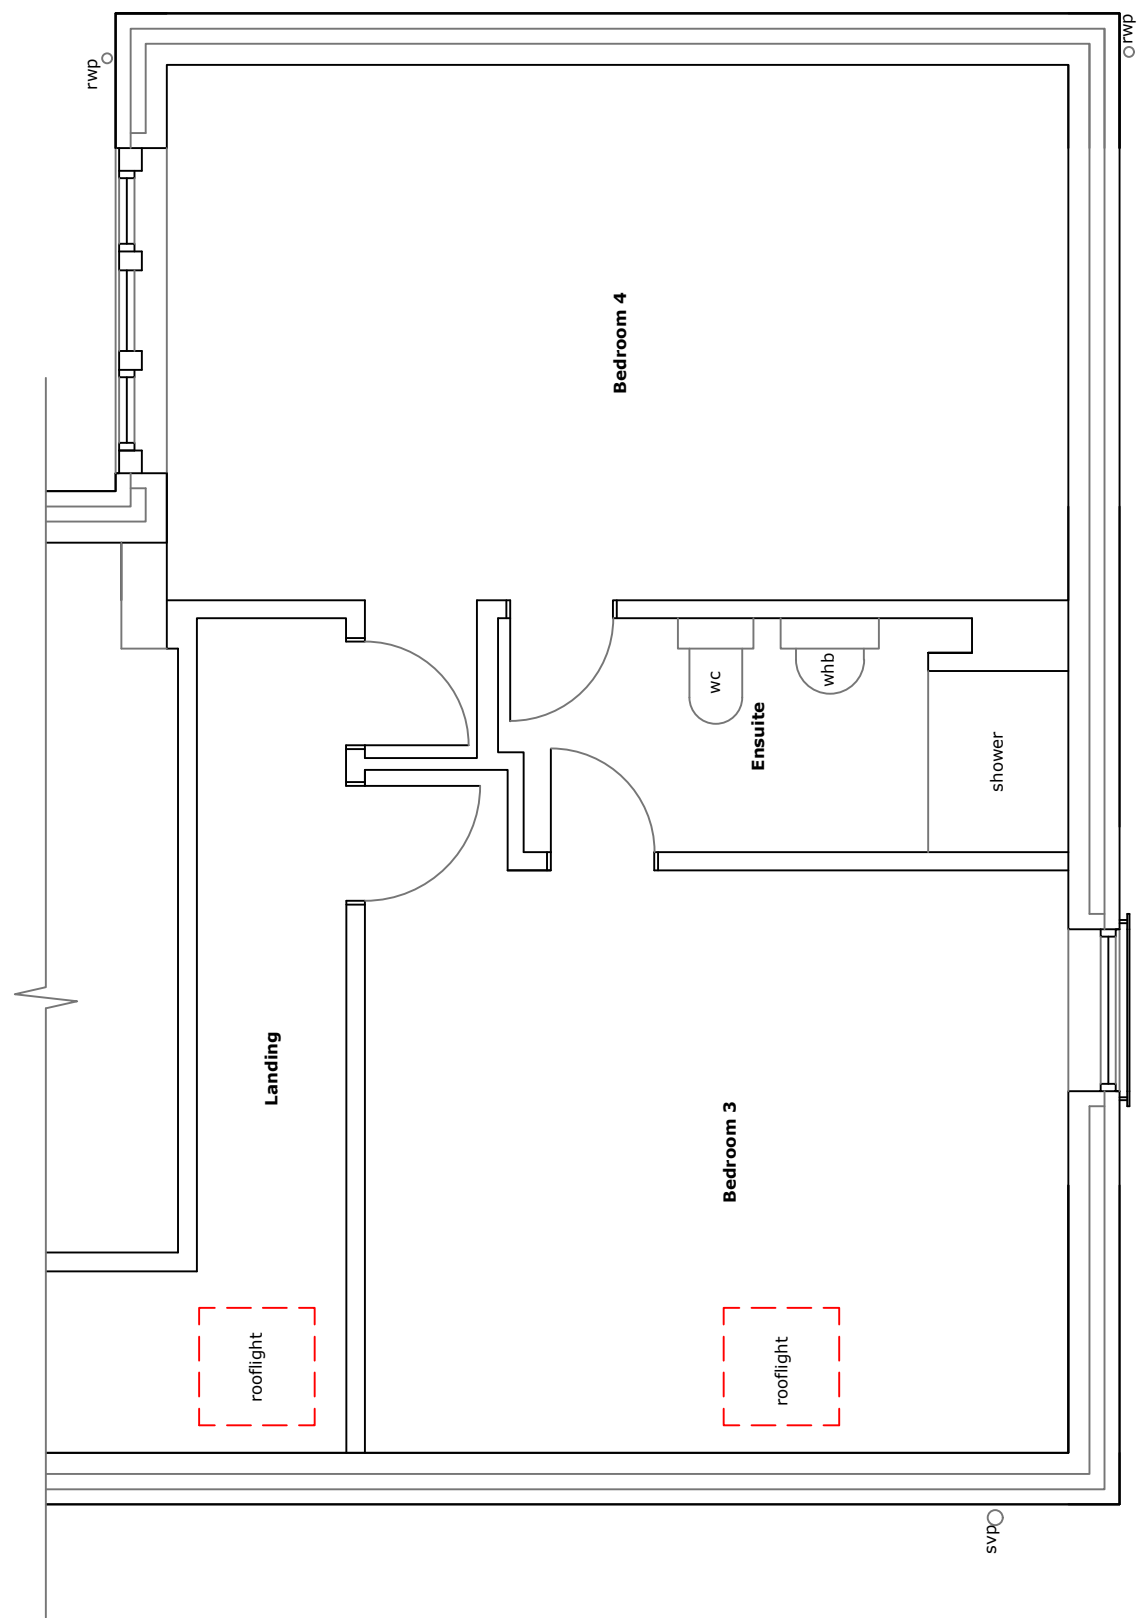 rwp
rwp
Bedroom 4
wc
whb
Ensuite
shower
Landing
Bedroom 3
rooflight
rooflight
svp